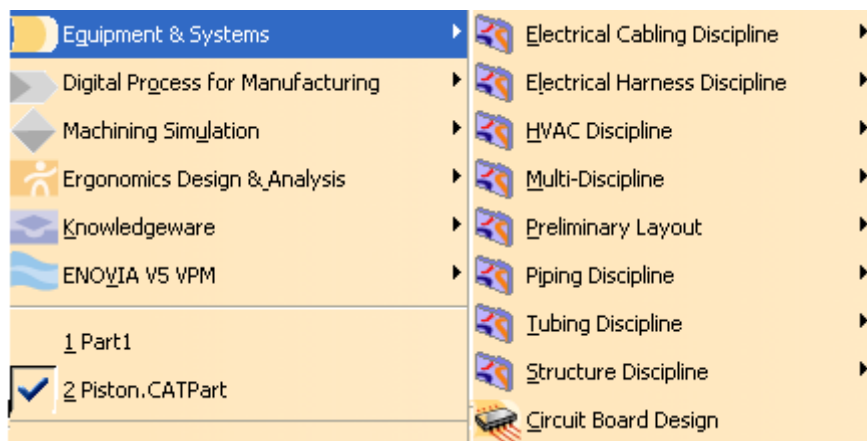 Equipment & Systems
Digital Process for Manufacturing
Machining Simulation
Ergonomics Design & Analysis
Knowledgeware
ENOVIA V5 VPM
1 Part1
2 Piston.CATPart
Electrical Cabling Discipline
Electrical Harness Discipline
HVAC Discipline
Multi-Discipline
Preliminary Layout
Piping Discipline
Tubing Discipline
Structure Discipline
Circuit Board Design